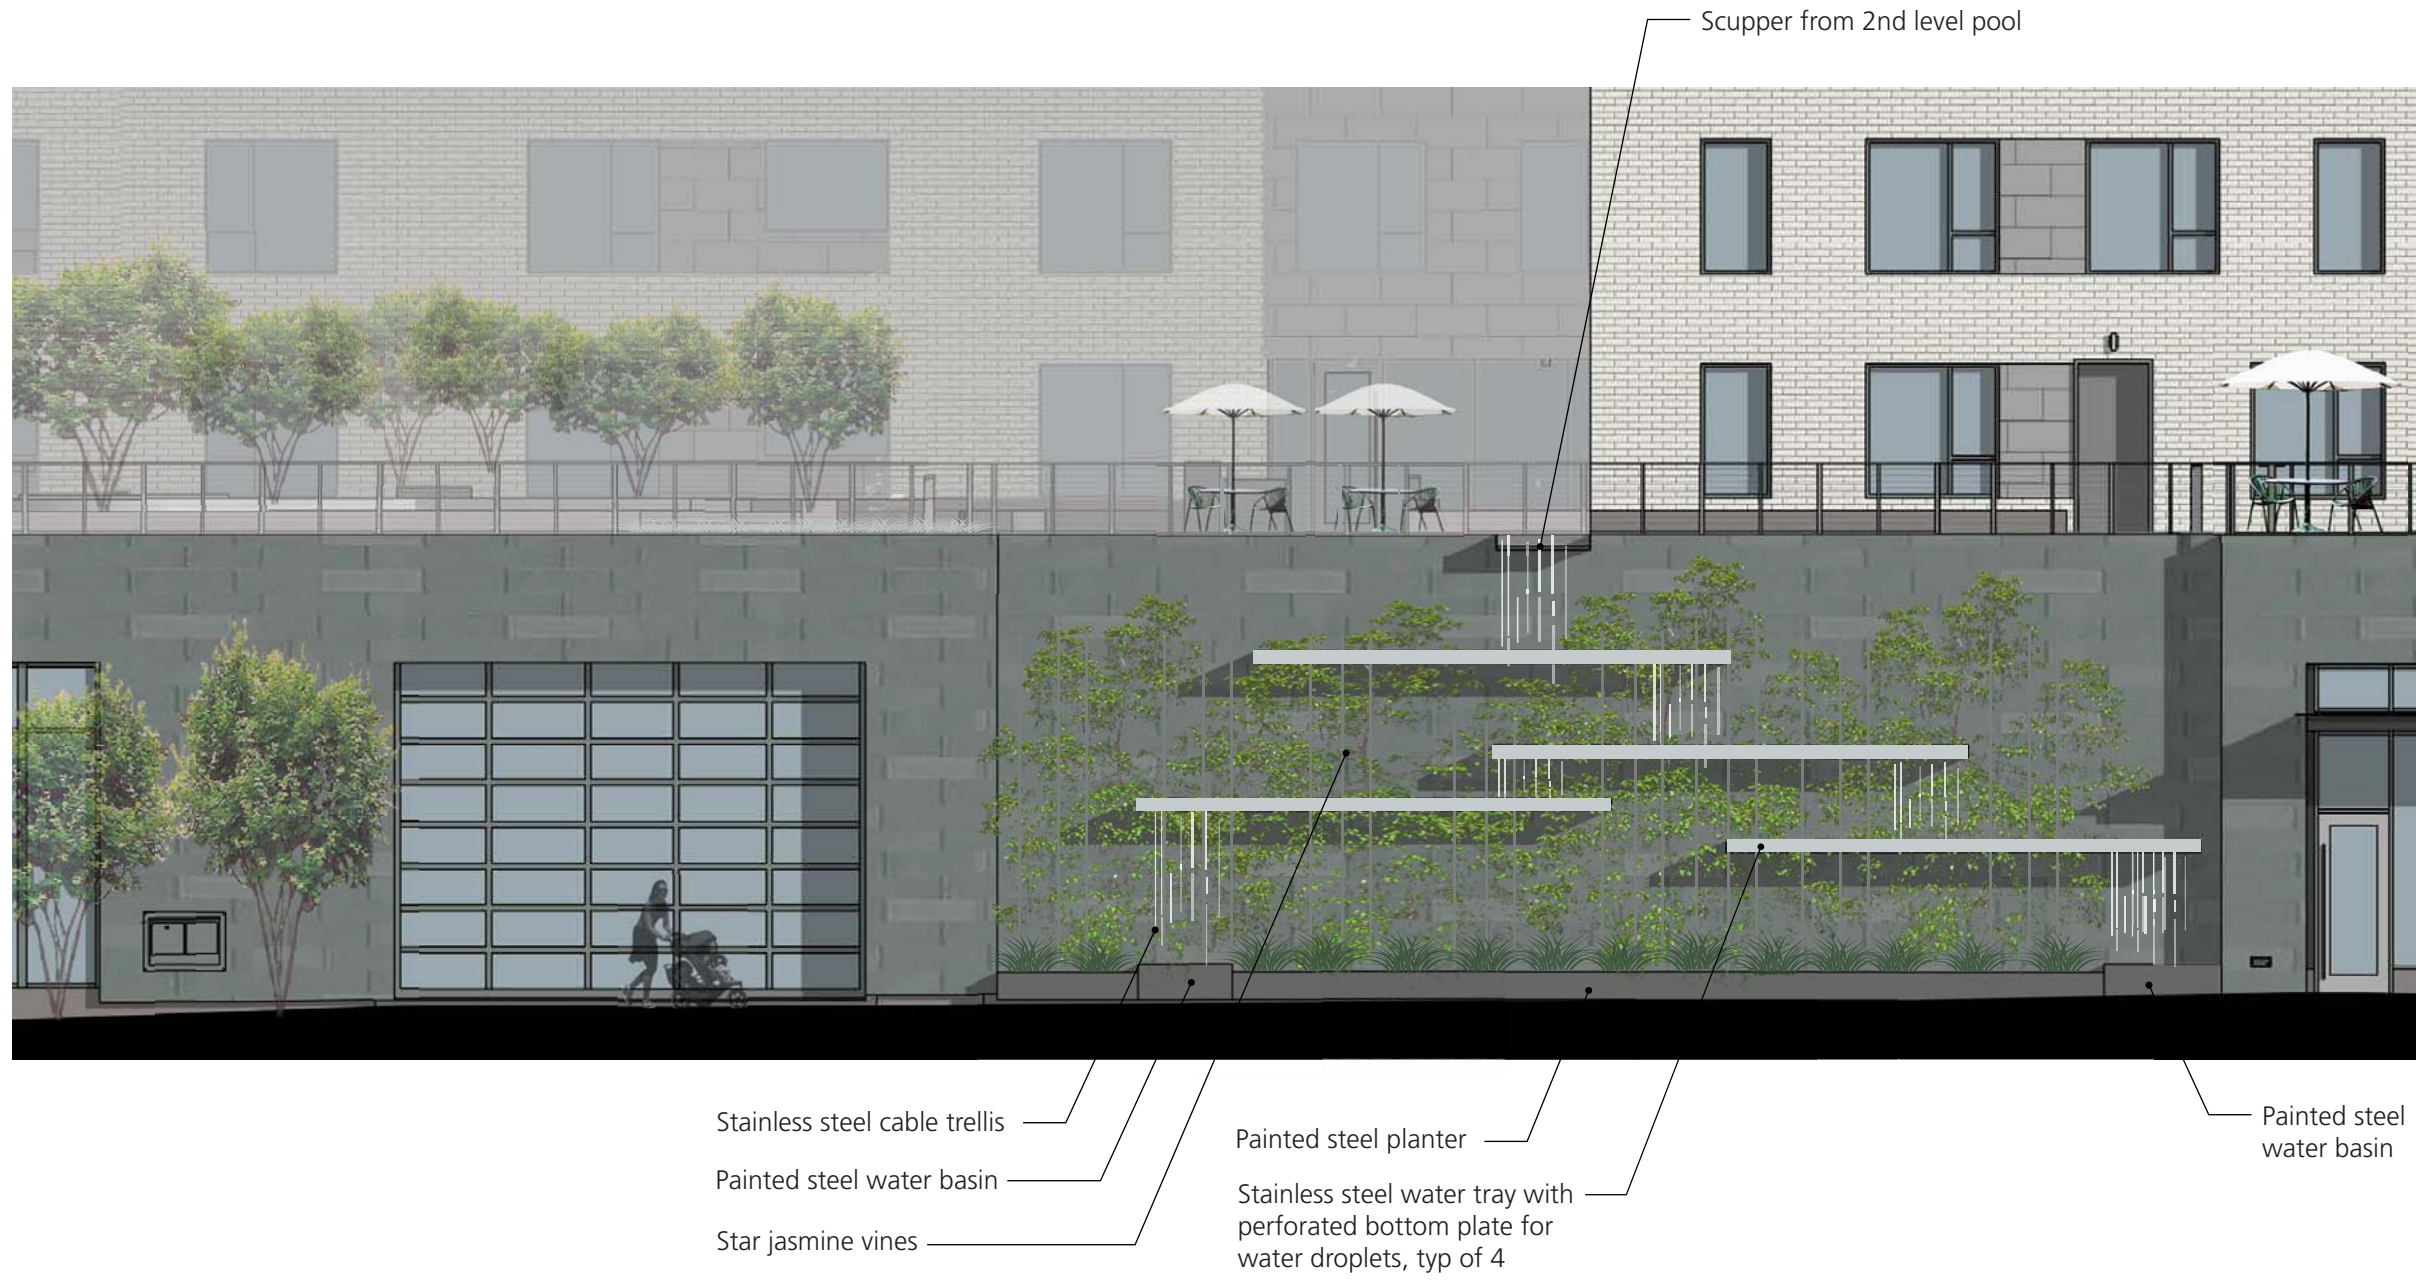 Scupper from 2nd level pool
Stainless steel cable trellis
Painted steel water basin
Star jasmine vines
Painted steel planter
Stainless steel water tray with
perforated bottom plate for
water droplets, typ of 4
Painted steel
water basin